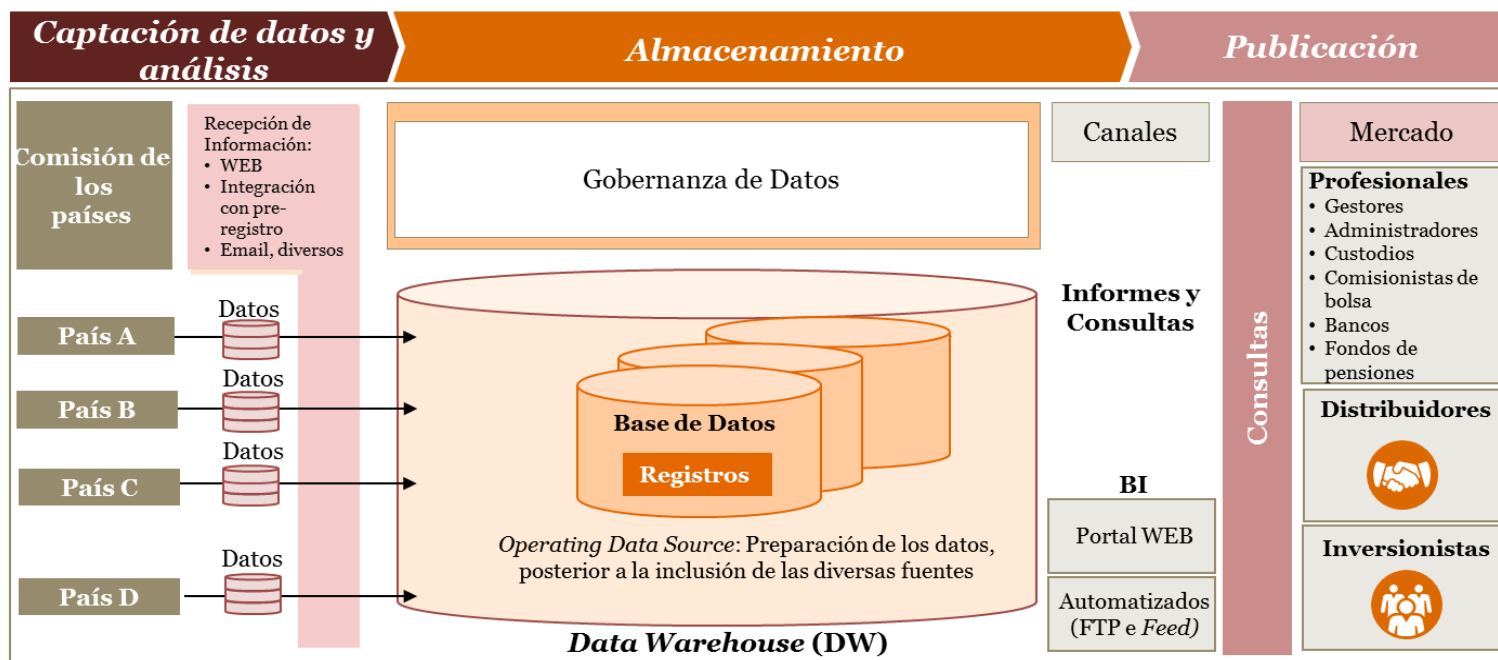 Captación de datos y
análisis
Almacenamiento
Publicación
Comisión de
los
países
Recepción de
Información:
• WEB
• Integración
con pre-
registro
• Email, diversos
Gobernanza de Datos
Canales
Consultas
Mercado
Profesionales
• Gestores
• Administradores
• Custodios
• Comisionistas de
bolsa
• Bancos
• Fondos de
pensiones
Datos
País A
Datos
País B
Datos
País C
Datos
País D
Base de Datos
Registros
Operating Data Source: Preparación de los datos,
posterior a la inclusión de las diversas fuentes
Data Warehouse (DW)
Informes y
Consultas
BI
Portal WEB
Automatizados
(FTP e Feed)
Distribuidores
Inversionistas